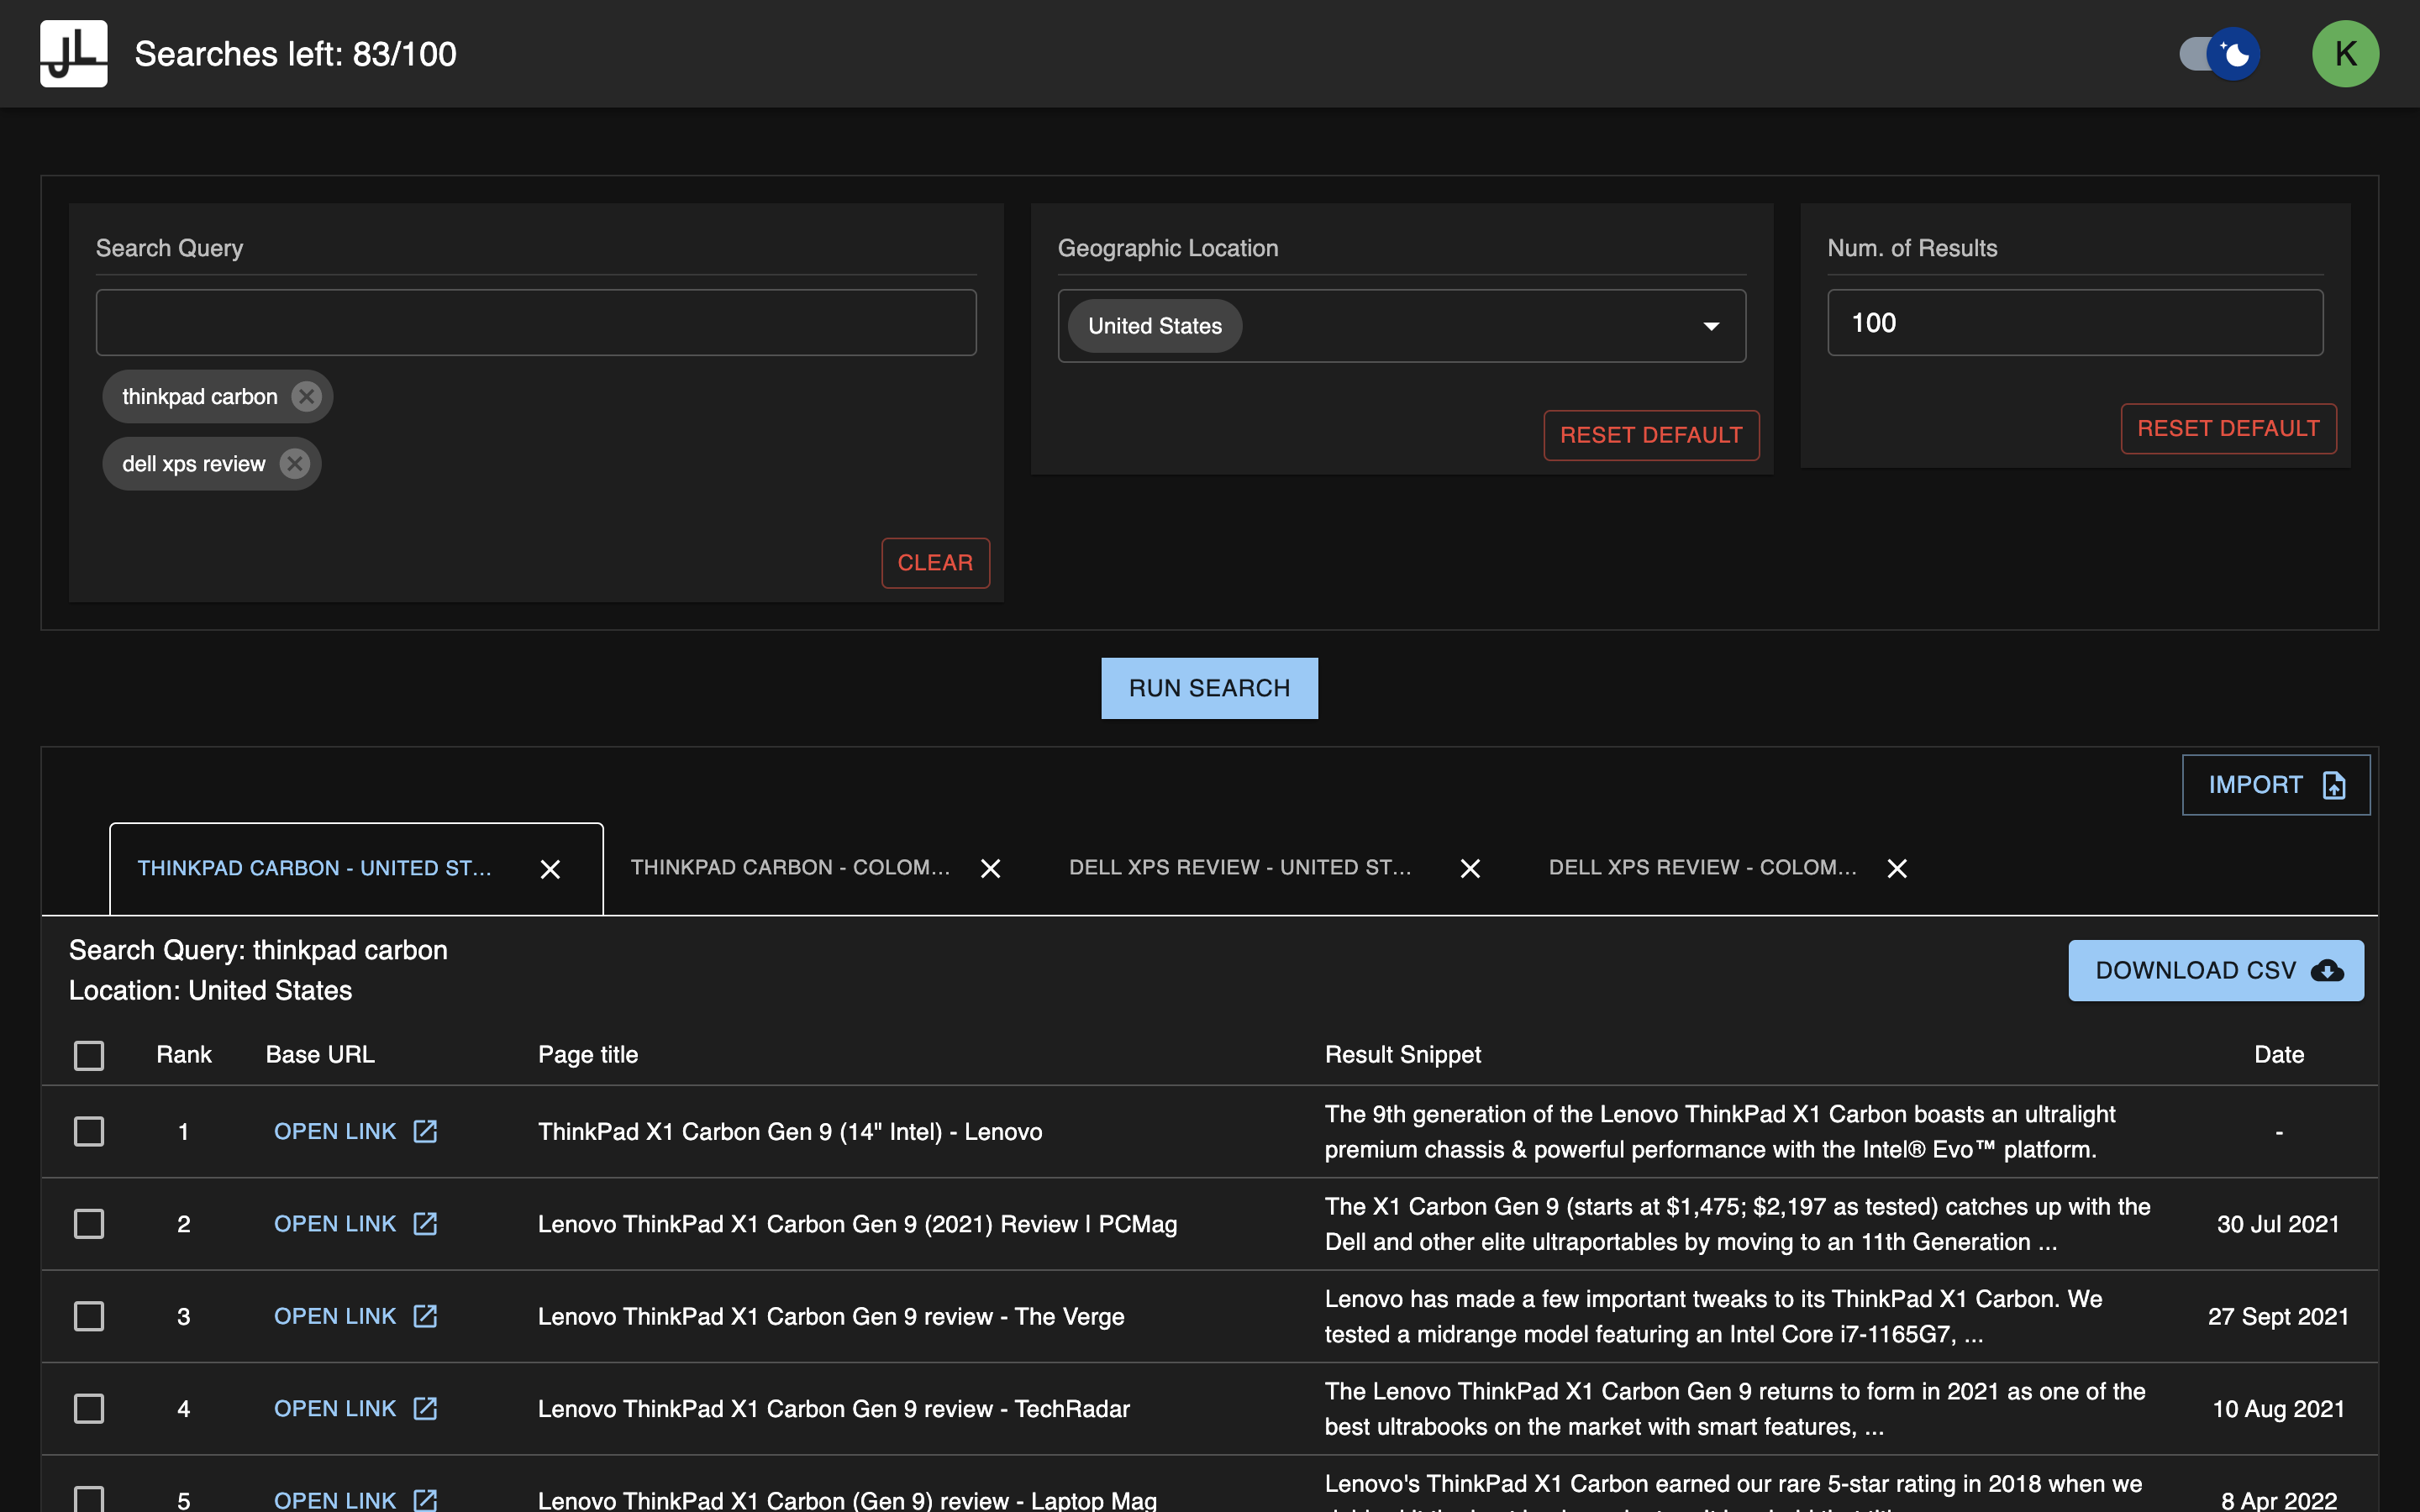 JL
Searches left: 83/100
K
Search Query
Geographic Location
Num. of Results
United States
100
thinkpad carbon
dell xps review
RESET DEFAULT
RESET DEFAULT
CLEAR
RUN SEARCH
IMPORT
THINKPAD CARBON - UNITED ST...
THINKPAD CARBON - COLOM...
DELL XPS REVIEW - UNITED ST...
DELL XPS REVIEW - COLOM...
Search Query: thinkpad carbon
Location: United States
DOWNLOAD CSV
Rank Base URL Page title Result Snippet Date
1 OPEN LINK ThinkPad X1 Carbon Gen 9 (14" Intel) - Lenovo
The 9th generation of the Lenovo ThinkPad X1 Carbon boasts an ultralight
premium chassis & powerful performance with the Intel® Evo™ platform.
-
2 OPEN LINK Lenovo ThinkPad X1 Carbon Gen 9 (2021) Review | PCMag
The X1 Carbon Gen 9 (starts at $1,475; $2,197 as tested) catches up with the
Dell and other elite ultraportables by moving to an 11th Generation ...
30 Jul 2021
3 OPEN LINK Lenovo ThinkPad X1 Carbon Gen 9 review - The Verge
Lenovo has made a few important tweaks to its ThinkPad X1 Carbon. We
tested a midrange model featuring an Intel Core i7-1165G7, ...
27 Sept 2021
4 OPEN LINK Lenovo ThinkPad X1 Carbon Gen 9 review - TechRadar
The Lenovo ThinkPad X1 Carbon Gen 9 returns to form in 2021 as one of the
best ultrabooks on the market with smart features, ...
10 Aug 2021
5 OPEN LINK Lenovo ThinkPad X1 Carbon (Gen 9) review - Laptop Mag
Lenovo's ThinkPad X1 Carbon earned our rare 5-star rating in 2018 when we
8 Apr 2022